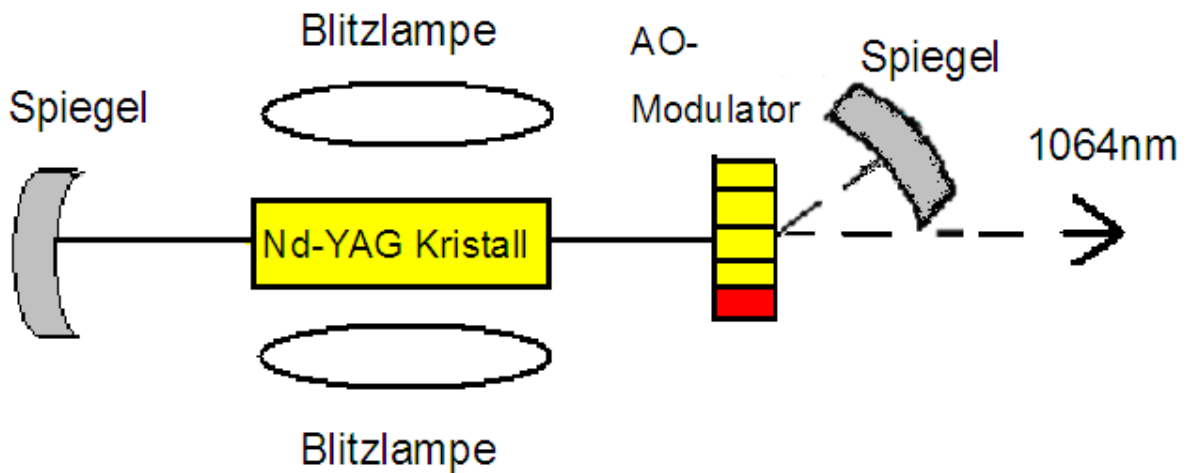 Blitzlampe
AO-
Modulator
Spiegel
Spiegel
1064nm
Nd-YAG Kristall
Blitzlampe